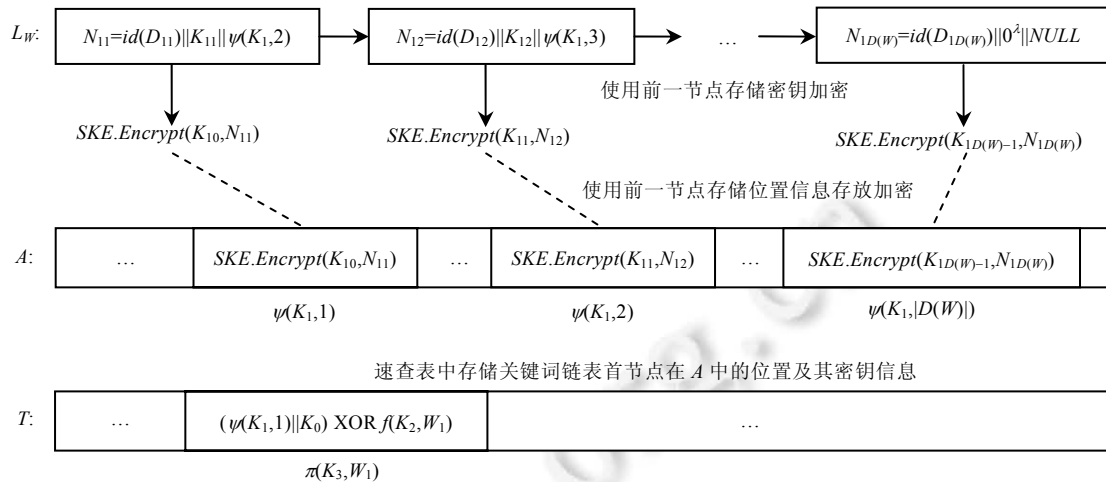 L_W: N_11=id(D_11)||K_11||ψ(K_1,2) N_12=id(D_12)||K_12||ψ(K_1,3) … N_1D(W)=id(D_1D(W))||0^λ||NULL
使用前一节点存储密钥加密
SKE.Encrypt(K_10,N_11) SKE.Encrypt(K_11,N_12) SKE.Encrypt(K_1D(W)−1,N_1D(W))
使用前一节点存储位置信息存放加密
A: … SKE.Encrypt(K_10,N_11) … SKE.Encrypt(K_11,N_12) … SKE.Encrypt(K_1D(W)−1,N_1D(W))
ψ(K_1,1) ψ(K_1,2) ψ(K_1,|D(W)|)
速查表中存储关键词链表首节点在 A 中的位置及其密钥信息
T: … (ψ(K_1,1)||K_0) XOR f(K_2,W_1) …
π(K_3,W_1)